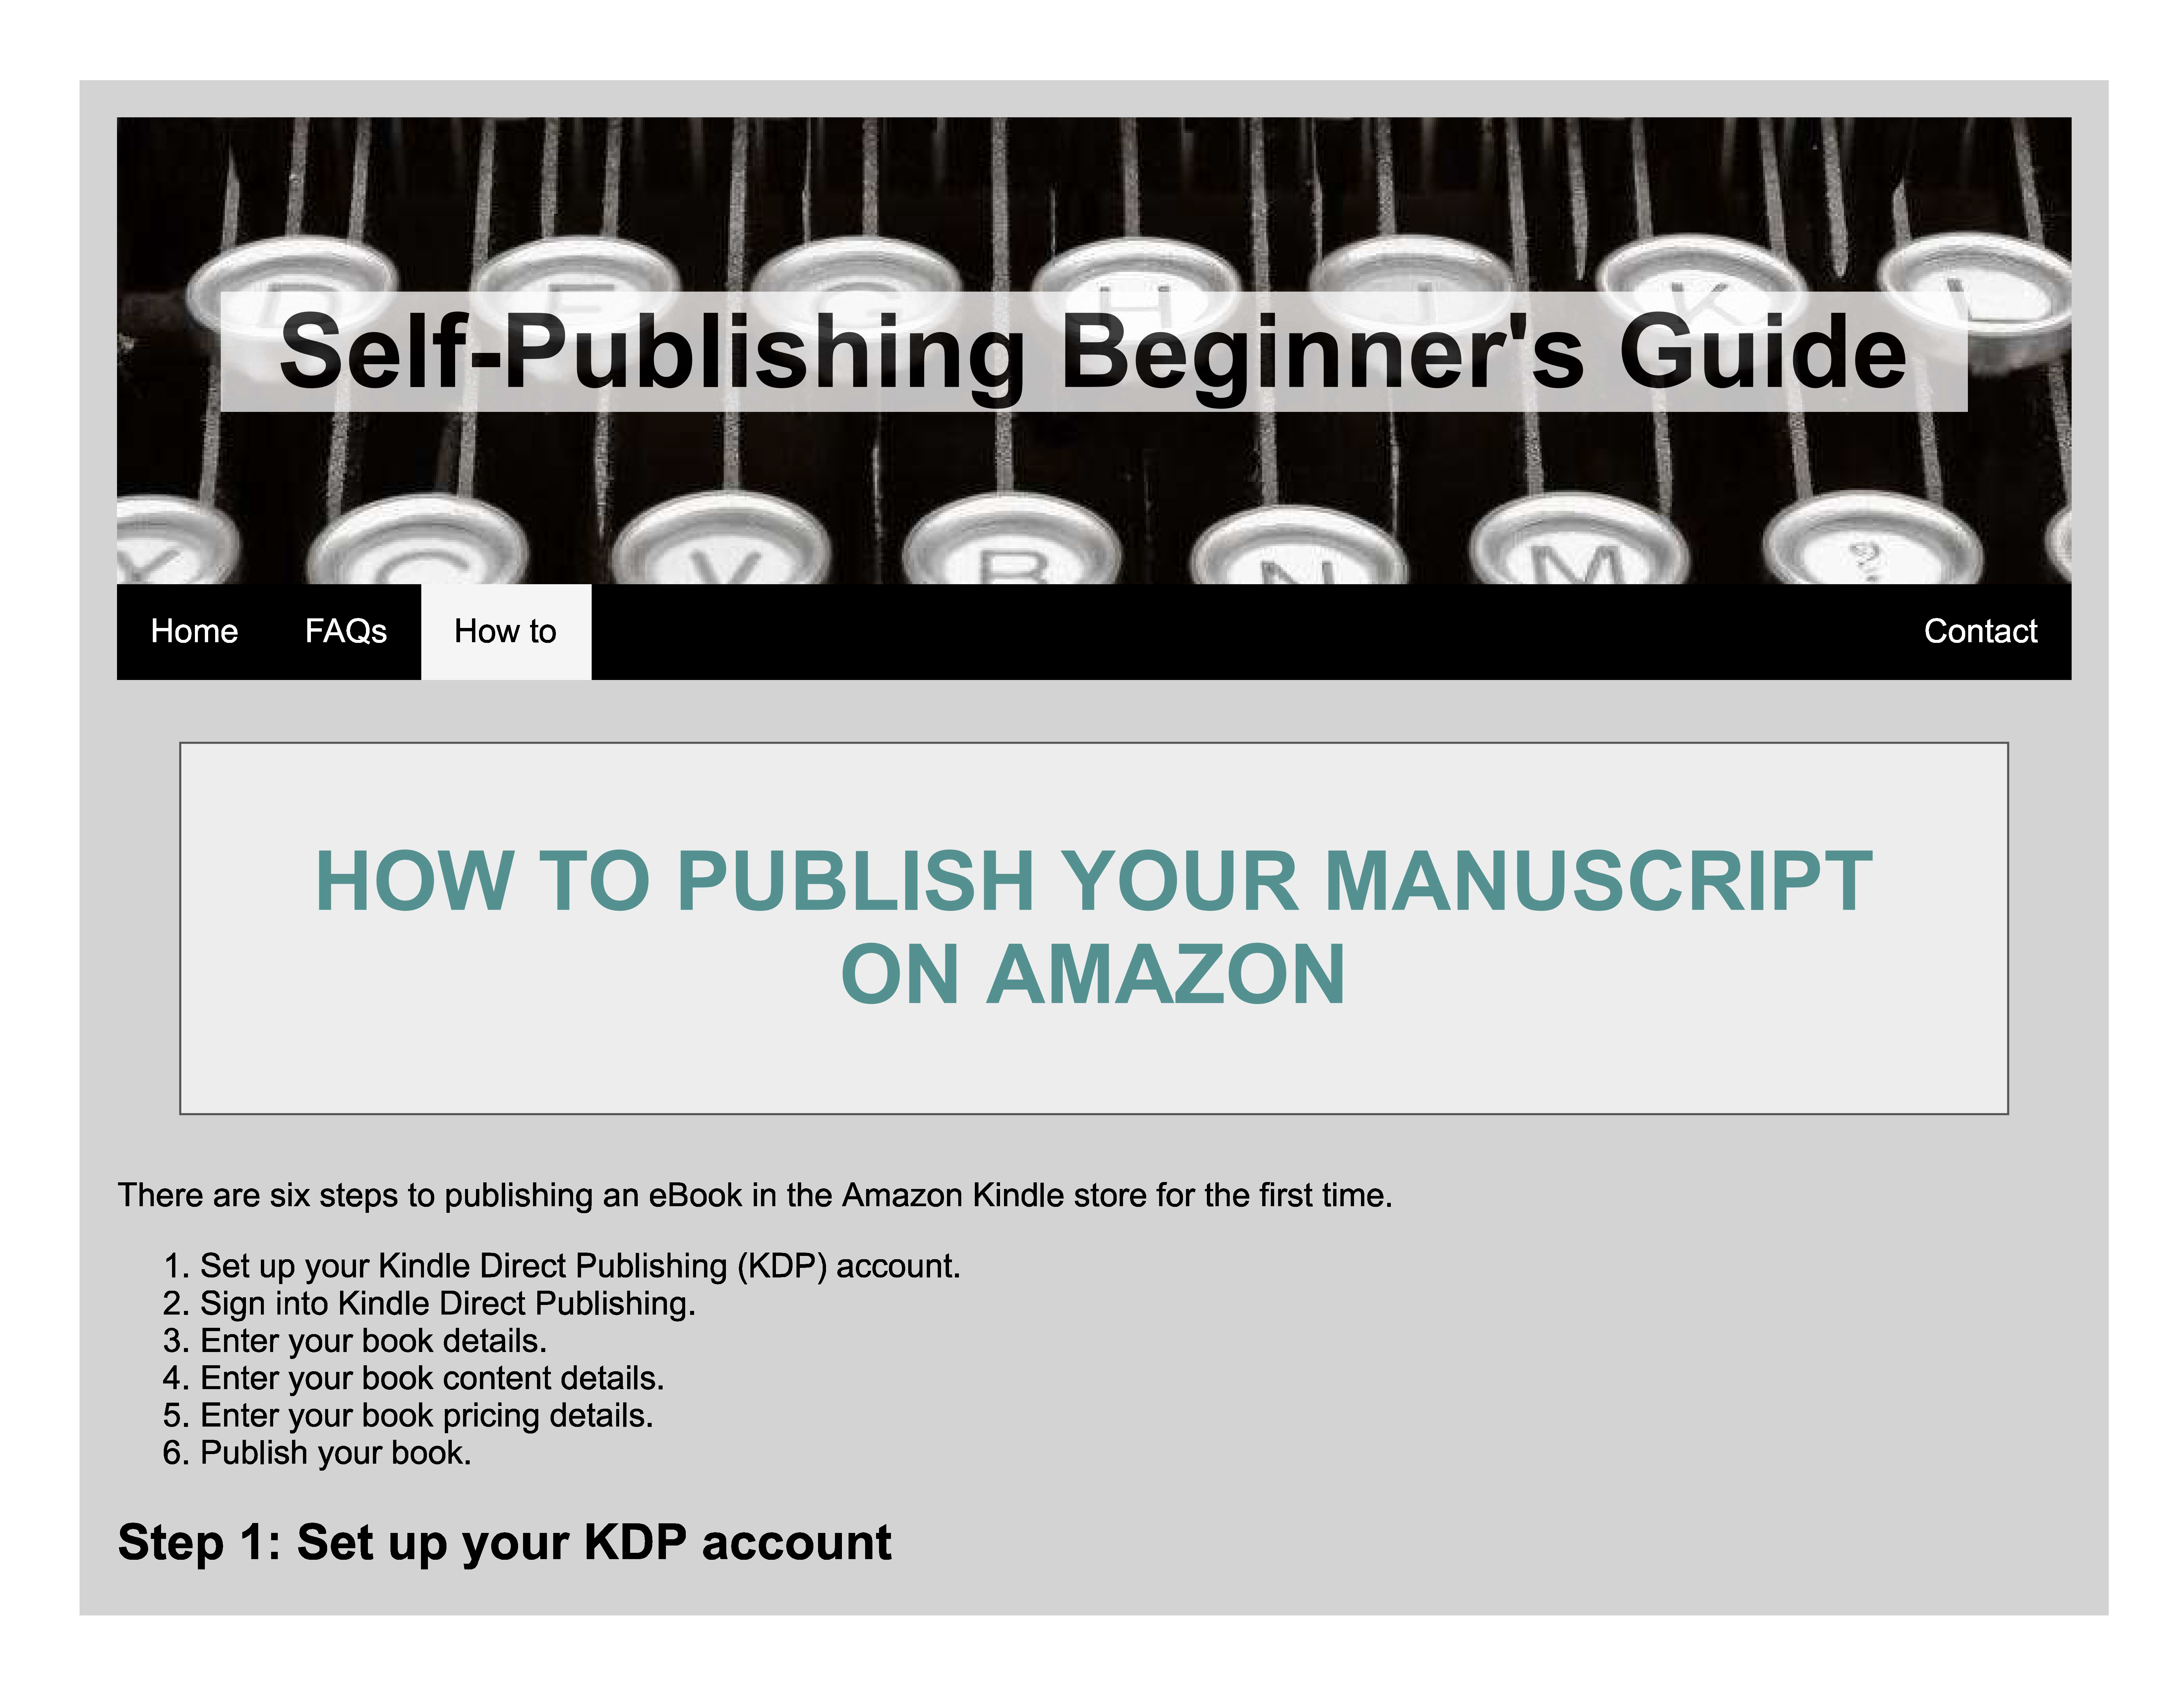 D F G H J K L
Self-Publishing Beginner's Guide
X C V B N M ?
Home FAQs How to Contact
HOW TO PUBLISH YOUR MANUSCRIPT
ON AMAZON
There are six steps to publishing an eBook in the Amazon Kindle store for the first time.
1. Set up your Kindle Direct Publishing (KDP) account.
2. Sign into Kindle Direct Publishing.
3. Enter your book details.
4. Enter your book content details.
5. Enter your book pricing details.
6. Publish your book.
Step 1: Set up your KDP account